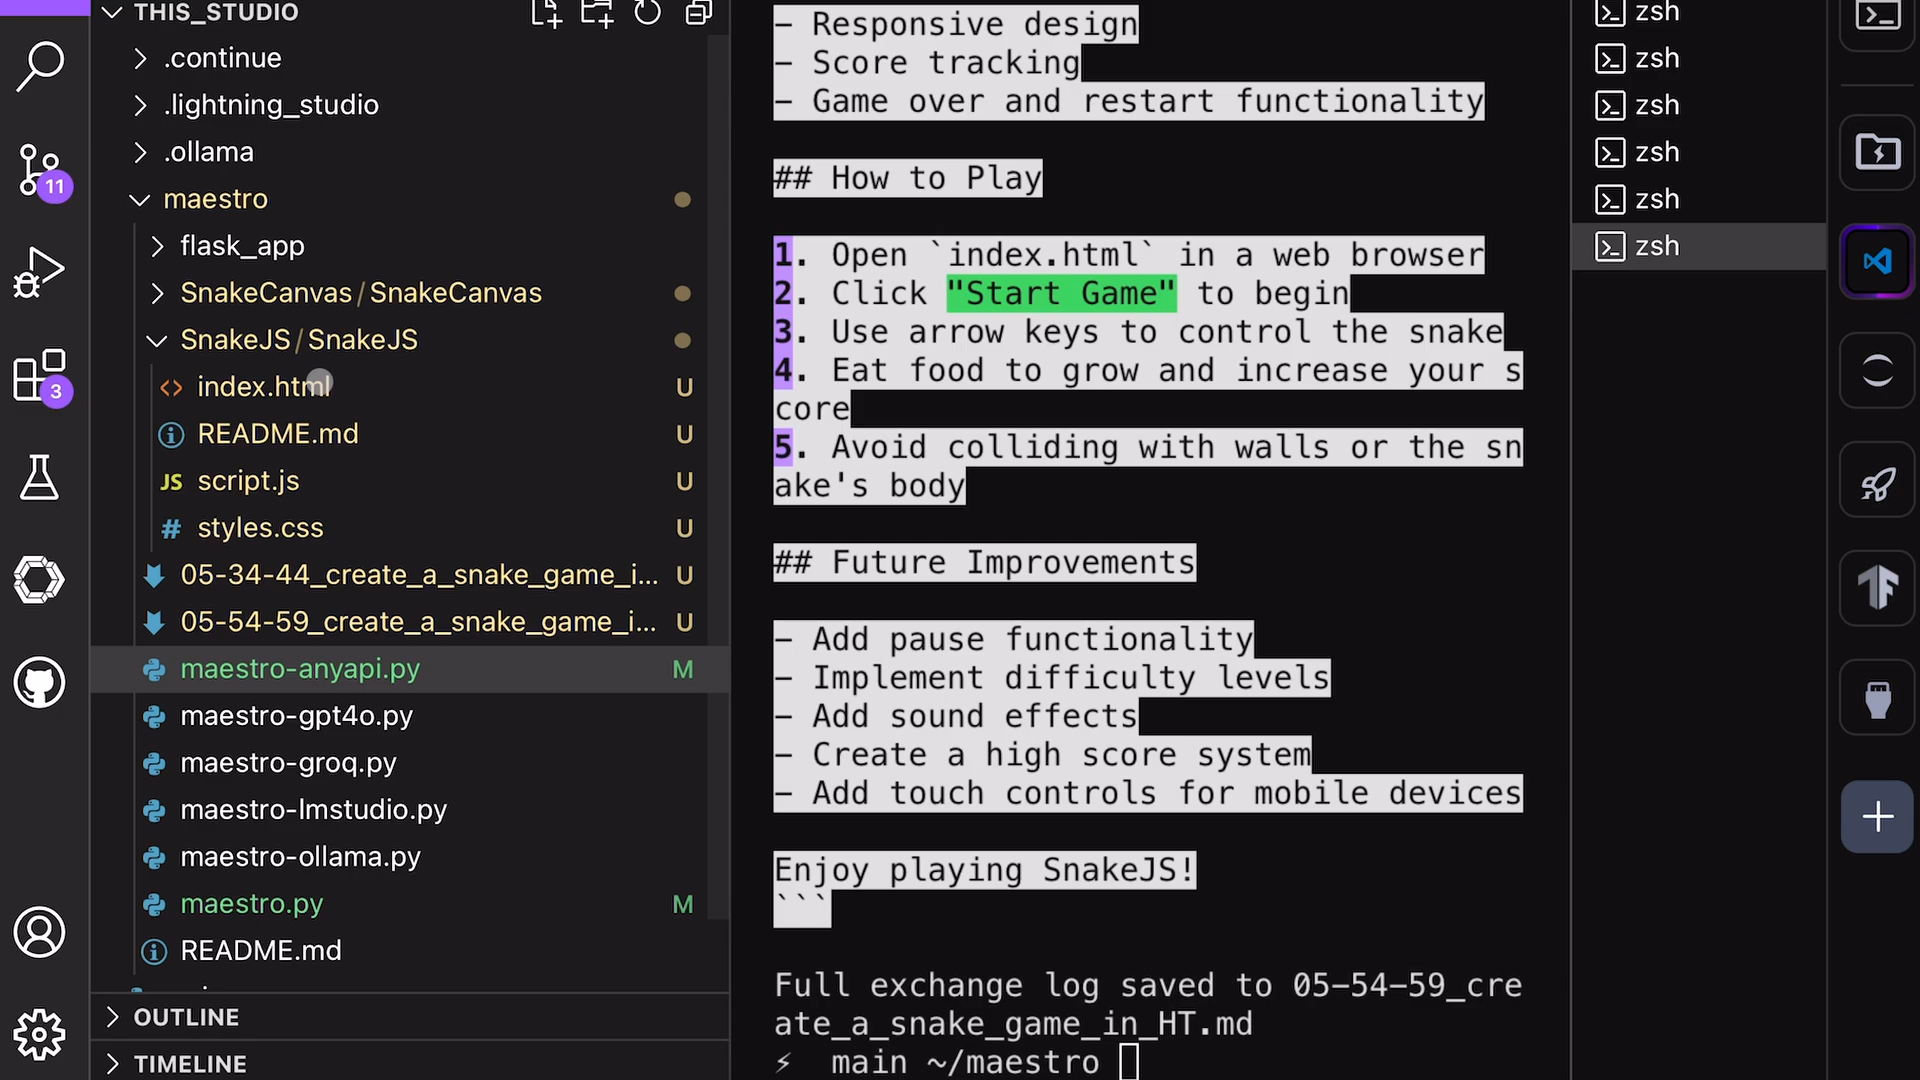 THIS_STUDIO
.continue
.lightning_studio
.ollama
maestro
flask_app
SnakeCanvas / SnakeCanvas
SnakeJS / SnakeJS
index.html U
README.md U
JS script.js U
# styles.css U
05-34-44_create_a_snake_game_i... U
05-54-59_create_a_snake_game_i... U
maestro-anyapi.py M
maestro-gpt4o.py
maestro-groq.py
maestro-lmstudio.py
maestro-ollama.py
maestro.py M
README.md
OUTLINE
TIMELINE
11
3
- Responsive design
- Score tracking
- Game over and restart functionality
## How to Play
1. Open `index.html` in a web browser
2. Click "Start Game" to begin
3. Use arrow keys to control the snake
4. Eat food to grow and increase your s
core
5. Avoid colliding with walls or the sn
ake's body
## Future Improvements
- Add pause functionality
- Implement difficulty levels
- Add sound effects
- Create a high score system
- Add touch controls for mobile devices
Enjoy playing SnakeJS!
```
Full exchange log saved to 05-54-59_cre
ate_a_snake_game_in_HT.md
⚡ main ~/maestro
zsh
zsh
zsh
zsh
zsh
zsh